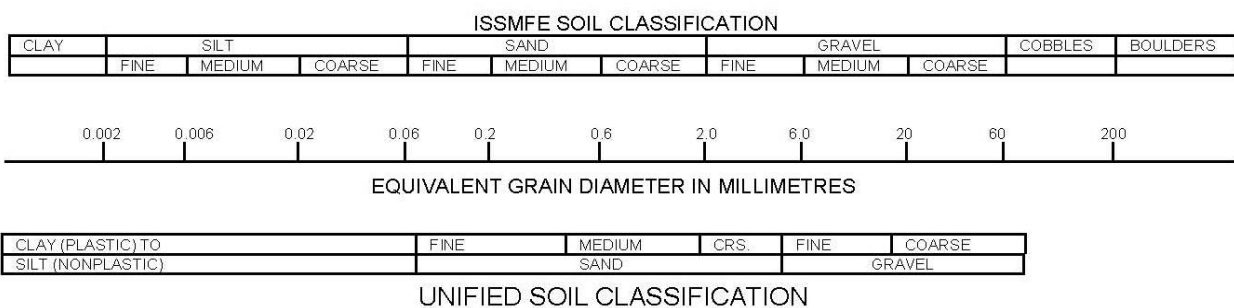 ISSMFE SOIL CLASSIFICATION
CLAY SILT SAND GRAVEL COBBLES BOULDERS
FINE MEDIUM COARSE FINE MEDIUM COARSE FINE MEDIUM COARSE
0.002 0.006 0.02 0.06 0.2 0.6 2.0 6.0 20 60 200
EQUIVALENT GRAIN DIAMETER IN MILLIMETRES
CLAY (PLASTIC) TO FINE MEDIUM CRS. FINE COARSE
SILT (NONPLASTIC) SAND GRAVEL
UNIFIED SOIL CLASSIFICATION